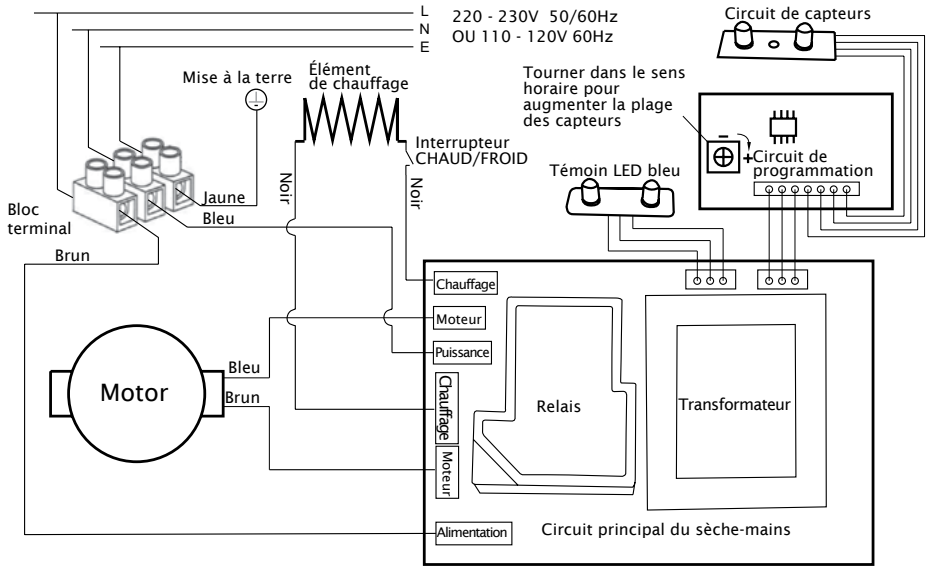 L
N
E
220 - 230V 50/60Hz
OU 110 - 120V 60Hz
Circuit de capteurs
Mise à la terre
Élément
de chauffage
Tourner dans le sens
horaire pour
augmenter la plage
des capteurs
Interrupteur
CHAUD/FROID
-
+
Circuit de
programmation
Témoin LED bleu
Noir
Noir
Jaune
Bleu
Bloc
terminal
Brun
Chauffage
Moteur
Puissance
Bleu
Brun
Motor
Chauffage
Moteur
Relais
Transformateur
Alimentation
Circuit principal du sèche-mains